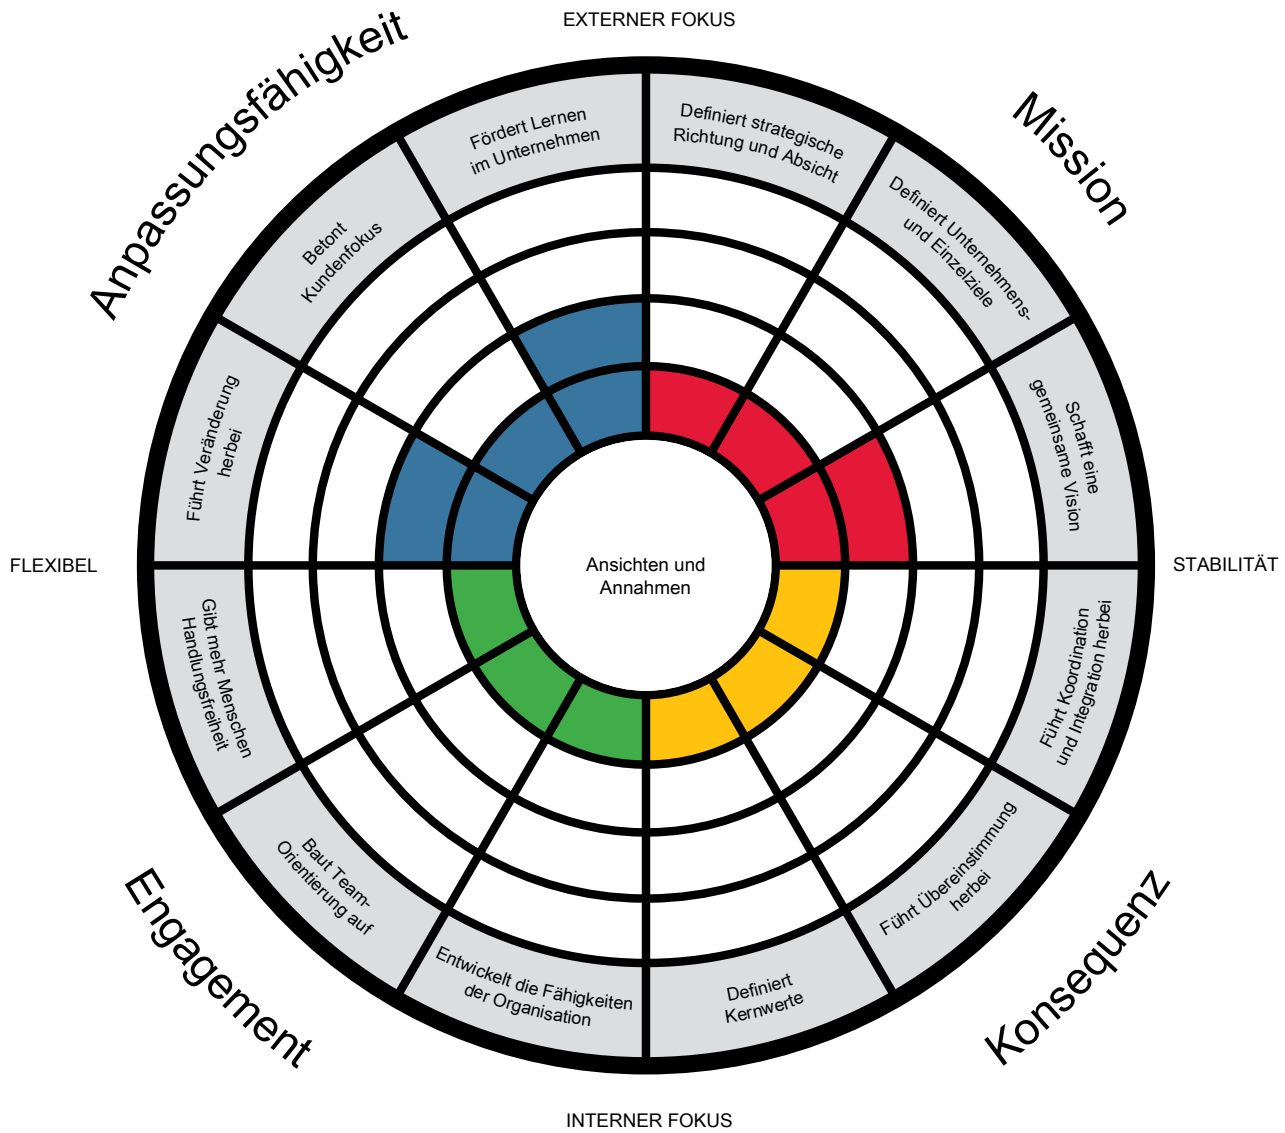 EXTERNER FOKUS
Anpassungsfähigkeit
Mission
Fördert Lernen
im Unternehmen
Definiert strategische
Richtung und Absicht
Betont
Kundenfokus
Definiert Unternehmens-
und Einzelziele
Führt Veränderung
herbei
Schafft eine
gemeinsame Vision
FLEXIBEL
Ansichten und
Annahmen
STABILITÄT
Gibt mehr Menschen
Handlungsfreiheit
Führt Koordination
und Integration herbei
Baut Team-
Orientierung auf
Führt Übereinstimmung
herbei
Entwickelt die Fähigkeiten
der Organisation
Definiert
Kernwerte
Engagement
Konsequenz
INTERNER FOKUS